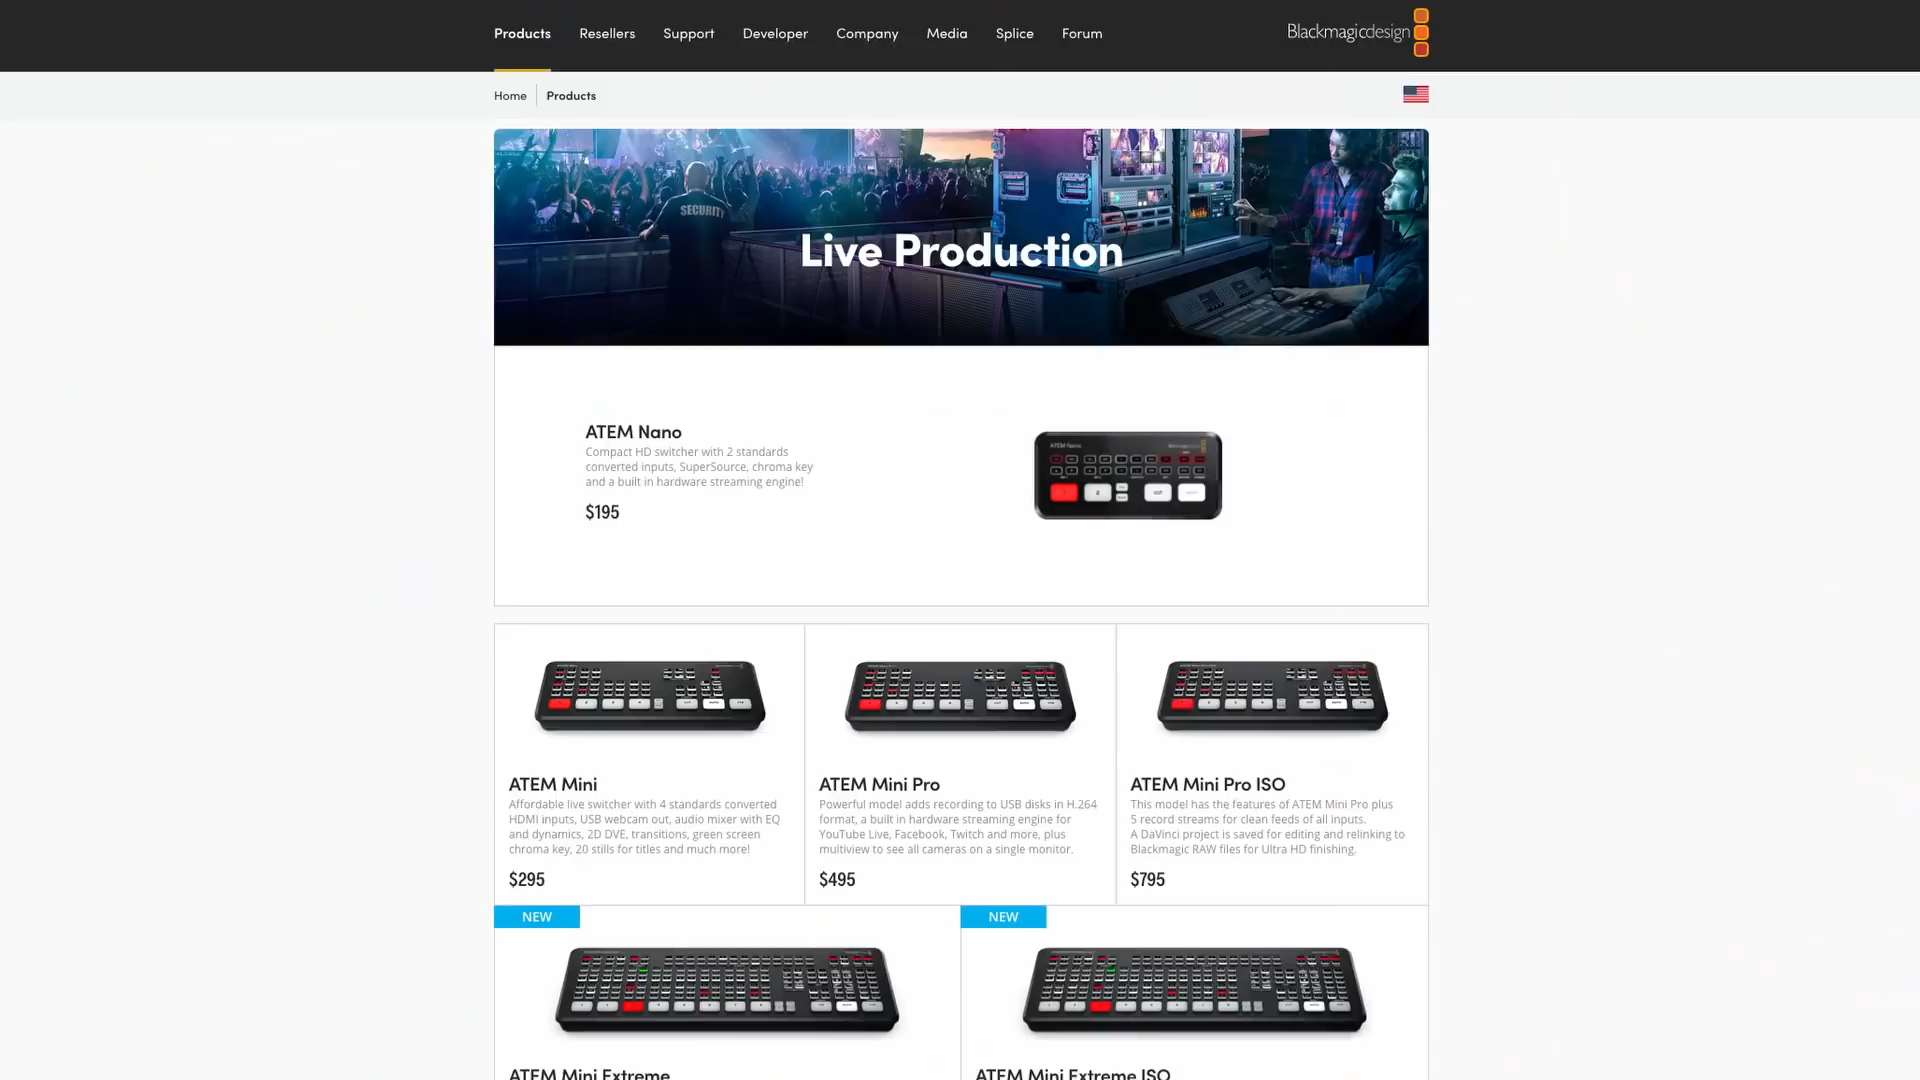 Products
Resellers
Support
Developer
Company
Media
Splice
Forum
Blackmagicdesign
Home
Products
SECURITY
Live Production
ATEM Nano
Compact HD switcher with 2 standards
converted inputs, SuperSource, chroma key
and a built in hardware streaming engine!
$195
ATEM Nano
ATEM Mini
Affordable live switcher with 4 standards converted
HDMI inputs, USB webcam out, audio mixer with EQ
and dynamics, 2D DVE, transitions, green screen
chroma key, 20 stills for titles and much more!
$295
ATEM Mini Pro
Powerful model adds recording to USB disks in H.264
format, a built in hardware streaming engine for
YouTube Live, Facebook, Twitch and more, plus
multiview to see all cameras on a single monitor.
$495
ATEM Mini Pro ISO
This model has the features of ATEM Mini Pro plus
5 record streams for clean feeds of all inputs.
A DaVinci project is saved for editing and relinking to
Blackmagic RAW files for Ultra HD finishing.
$795
NEW
ATEM Mini Extreme
NEW
ATEM Mini Extreme ISO